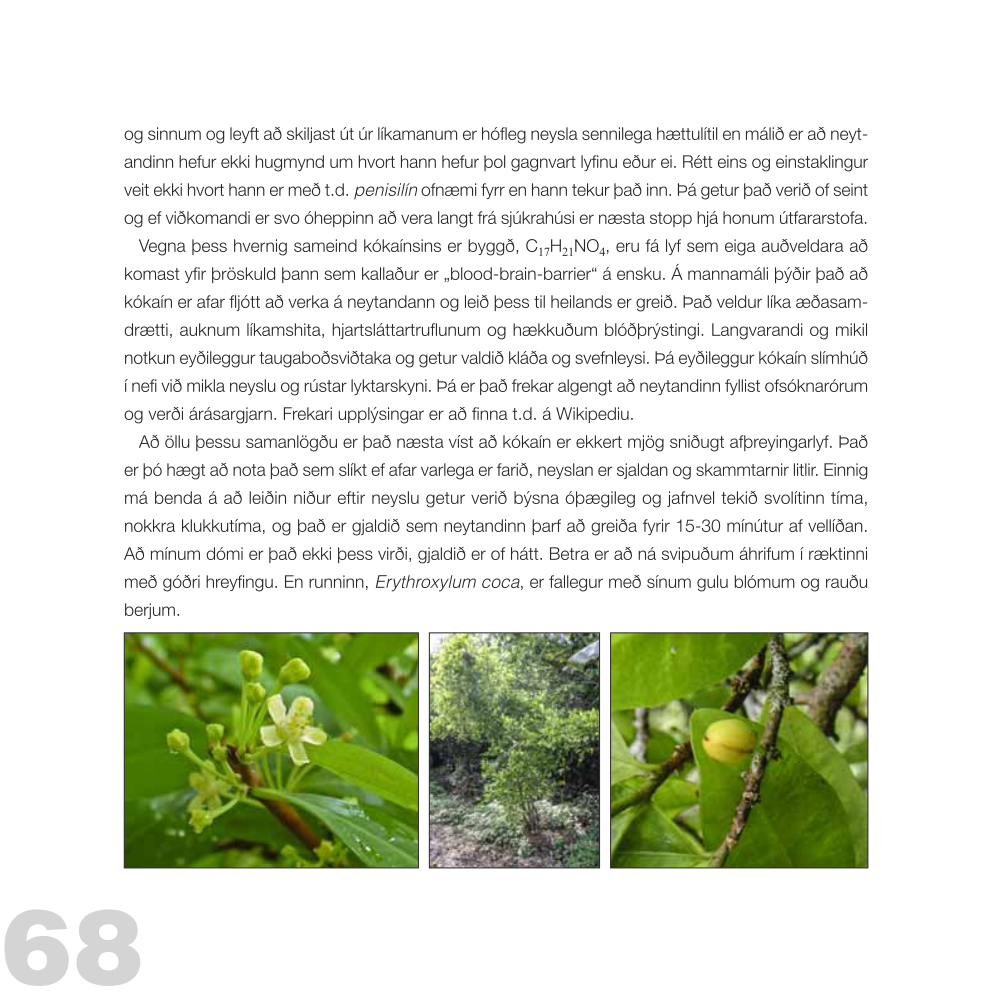 og sinnum og leyft að skiljast út úr líkamanum er hófleg neysla sennilega hættulítil en málið er að neyt-
andinn hefur ekki hugmynd um hvort hann hefur þol gagnvart lyfinu eður ei. Rétt eins og einstaklingur
veit ekki hvort hann er með t.d. penisilín ofnæmi fyrr en hann tekur það inn. Þá getur það verið of seint
og ef viðkomandi er svo óheppinn að vera langt frá sjúkrahúsi er næsta stopp hjá honum útfararstofa.
Vegna þess hvernig sameind kókaínsins er byggð, C₁₇H₂₁NO₄, eru fá lyf sem eiga auðveldara að
komast yfir þröskuld þann sem kallaður er „blood-brain-barrier“ á ensku. Á mannamáli þýðir það að
kókaín er afar fljótt að verka á neytandann og leið þess til heilands er greið. Það veldur líka æðasam-
drætti, auknum líkamshita, hjartsláttartruflunum og hækkuðum blóðþrýstingi. Langvarandi og mikil
notkun eyðileggur taugaboðsviðtaka og getur valdið kláða og svefnleysi. Þá eyðileggur kókaín slímhúð
í nefi við mikla neyslu og rústar lyktarskyni. Þá er það frekar algengt að neytandinn fyllist ofsóknarórum
og verði árásargjarn. Frekari upplýsingar er að finna t.d. á Wikipediu.
Að öllu þessu samanlögðu er það næsta víst að kókaín er ekkert mjög sniðugt afþreyingarlyf. Það
er þó hægt að nota það sem slíkt ef afar varlega er farið, neyslan er sjaldan og skammtarnir litlir. Einnig
má benda á að leiðin niður eftir neyslu getur verið býsna óþægileg og jafnvel tekið svolítinn tíma,
nokkra klukkutíma, og það er gjaldið sem neytandinn þarf að greiða fyrir 15-30 mínútur af vellíðan.
Að mínum dómi er það ekki þess virði, gjaldið er of hátt. Betra er að ná svipuðum áhrifum í ræktinni
með góðri hreyfingu. En runninn, Erythroxylum coca, er fallegur með sínum gulu blómum og rauðu
berjum.
68